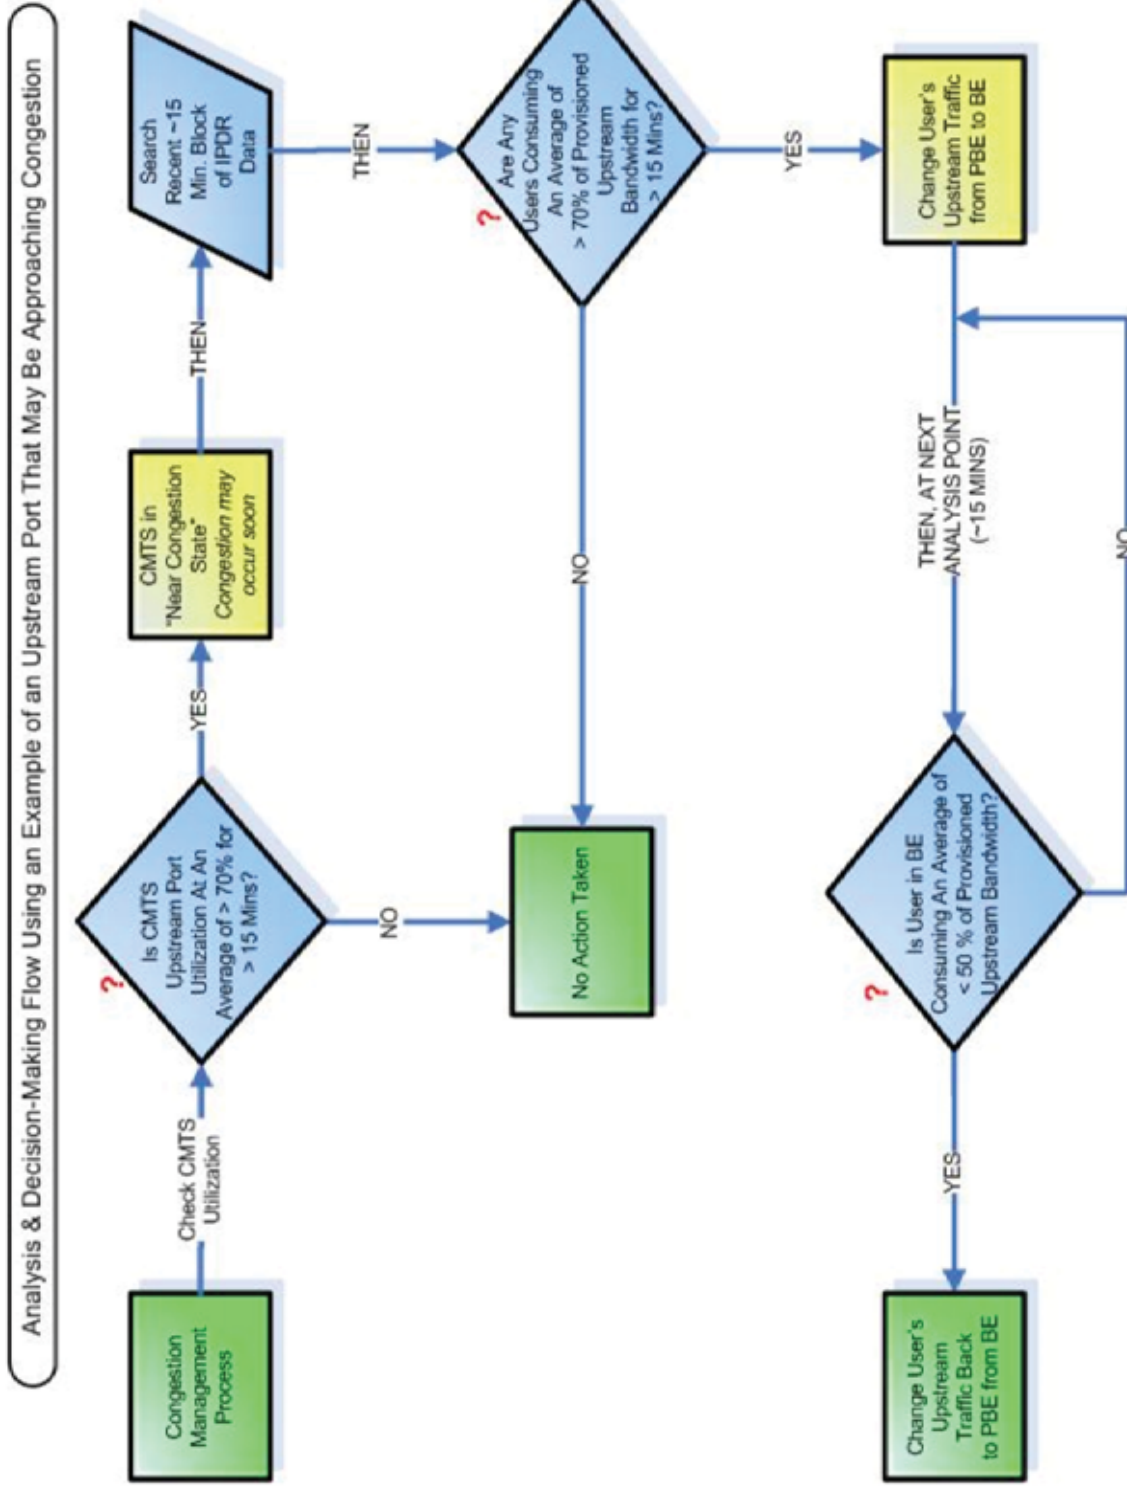 Analysis & Decision-Making Flow Using an Example of an Upstream Port That May Be Approaching Congestion
Congestion
Management
Process
Check CMTS
Utilization
?
Is CMTS
Upstream Port
Utilization At An
Average of > 70% for
> 15 Mins?
YES
CMTS in
"Near Congestion
State"
Congestion may
occur soon
THEN
Search
Recent ~15
Min. Block
of IPDR
Data
NO
THEN
No Action Taken
NO
?
Are Any
Users Consuming
An Average of
> 70% of Provisioned
Upstream
Bandwidth for
> 15 Mins?
YES
Change User's
Upstream Traffic
from PBE to BE
THEN, AT NEXT
ANALYSIS POINT
(~15 MINS)
?
Is User in BE
Consuming An Average of
< 50 % of Provisioned
Upstream Bandwidth?
YES
Change User's
Upstream
Traffic Back
to PBE from BE
NO